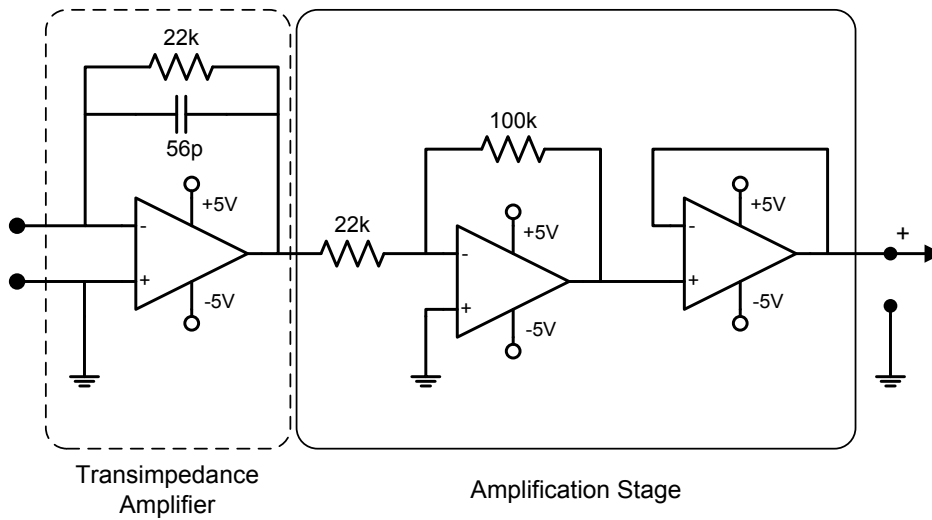 22k
56p
-
+
+5V
-5V
22k
100k
-
+
+5V
-5V
-
+
+5V
-5V
+
Transimpedance
Amplifier
Amplification Stage